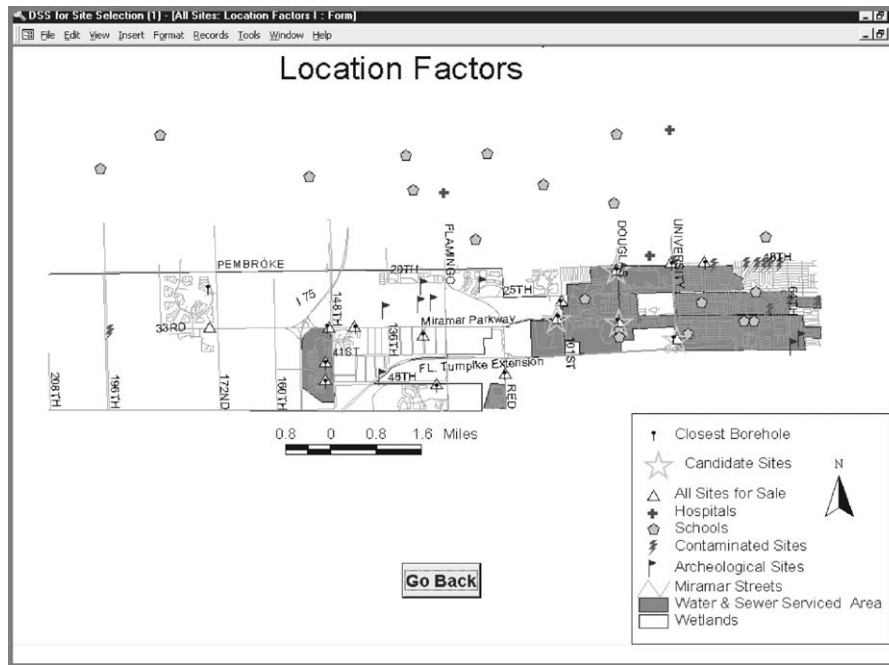 DSS for Site Selection (1) - [All Sites: Location Factors I : Form]
File Edit View Insert Format Records Tools Window Help
Location Factors
PEMBROKE
FLAMINGO
DOUGLAS
UNIVERSITY
I 75
148TH
29TH
25TH
64TH
33RD
Miramar Parkway
136TH
41ST
FL. Turnpike Extension
48TH
101ST
RED
208TH
196TH
172ND
160TH
0.8 0 0.8 1.6 Miles
Closest Borehole
Candidate Sites
N
All Sites for Sale
Hospitals
Schools
Contaminated Sites
Archeological Sites
Miramar Streets
Water & Sewer Serviced Area
Wetlands
Go Back